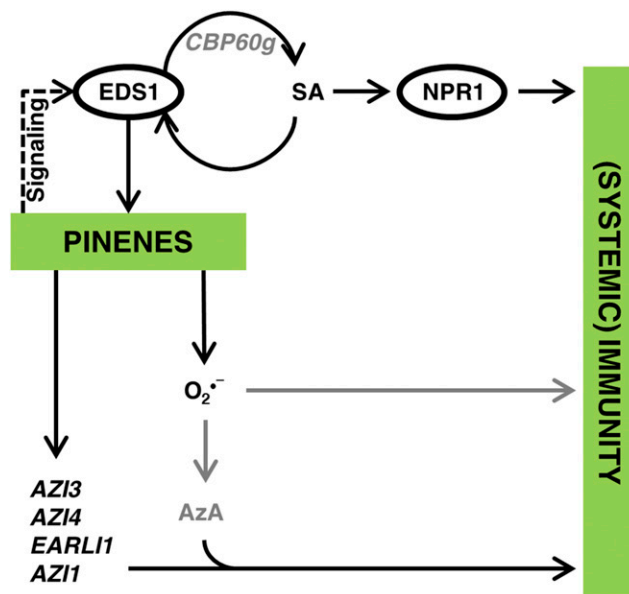 CBP60g
EDS1
SA
NPR1
Signaling
PINENES
(SYSTEMIC) IMMUNITY
O₂•⁻
AzA
AZI3
AZI4
EARLI1
AZI1